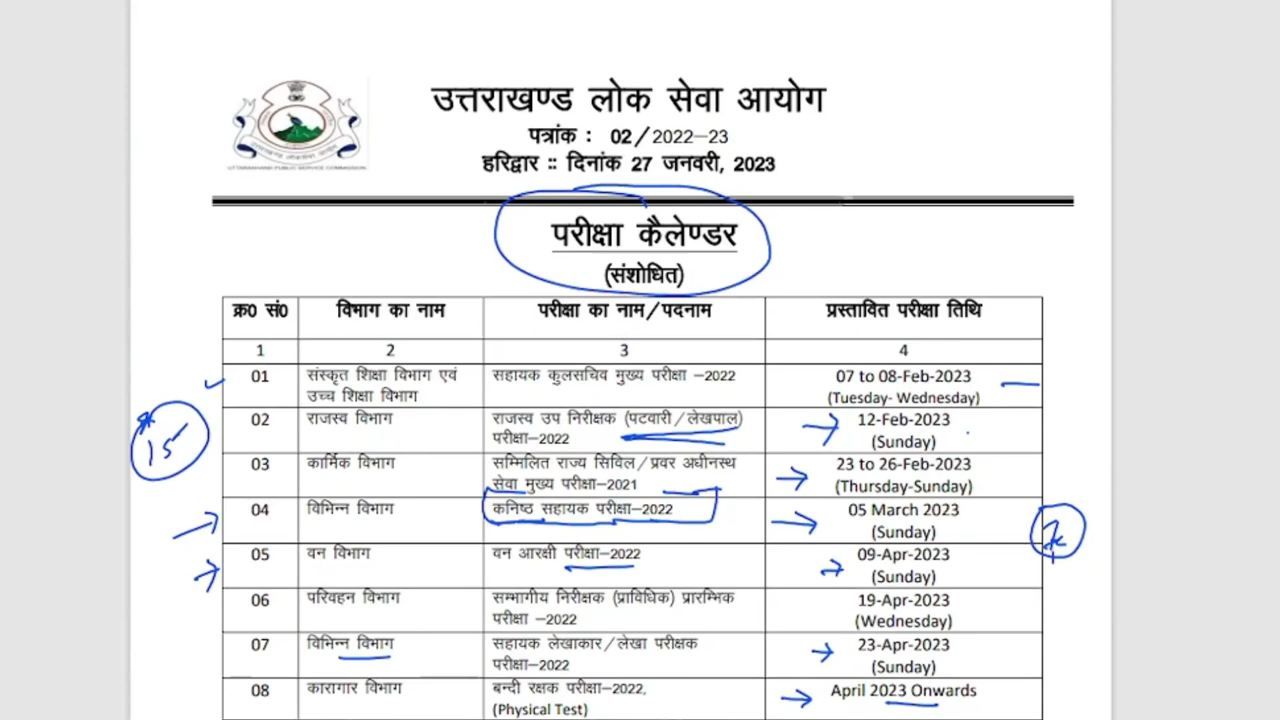 उत्तराखण्ड लोक सेवा आयोग
पत्रांक : 02/2022–23
हरिद्वार :: दिनांक 27 जनवरी, 2023
UTTARAKHAND PUBLIC SERVICE COMMISSION
परीक्षा कैलेण्डर
(संशोधित)
क्र0 सं0 विभाग का नाम परीक्षा का नाम/पदनाम प्रस्तावित परीक्षा तिथि
1 2 3 4
01 संस्कृत शिक्षा विभाग एवं सहायक कुलसचिव मुख्य परीक्षा –2022 07 to 08-Feb-2023
उच्च शिक्षा विभाग (Tuesday- Wednesday)
02 राजस्व विभाग राजस्व उप निरीक्षक (पटवारी/लेखपाल) 12-Feb-2023
परीक्षा–2022 (Sunday)
15
03 कार्मिक विभाग सम्मिलित राज्य सिविल/प्रवर अधीनस्थ 23 to 26-Feb-2023
सेवा मुख्य परीक्षा–2021 (Thursday-Sunday)
04 विभिन्न विभाग कनिष्ठ सहायक परीक्षा–2022 05 March 2023
(Sunday)
05 वन विभाग वन आरक्षी परीक्षा–2022 09-Apr-2023
(Sunday)
06 परिवहन विभाग सम्भागीय निरीक्षक (प्राविधिक) प्रारम्भिक 19-Apr-2023
परीक्षा –2022 (Wednesday)
07 विभिन्न विभाग सहायक लेखाकार/लेखा परीक्षक 23-Apr-2023
परीक्षा–2022 (Sunday)
08 कारागार विभाग बन्दी रक्षक परीक्षा–2022, April 2023 Onwards
(Physical Test)